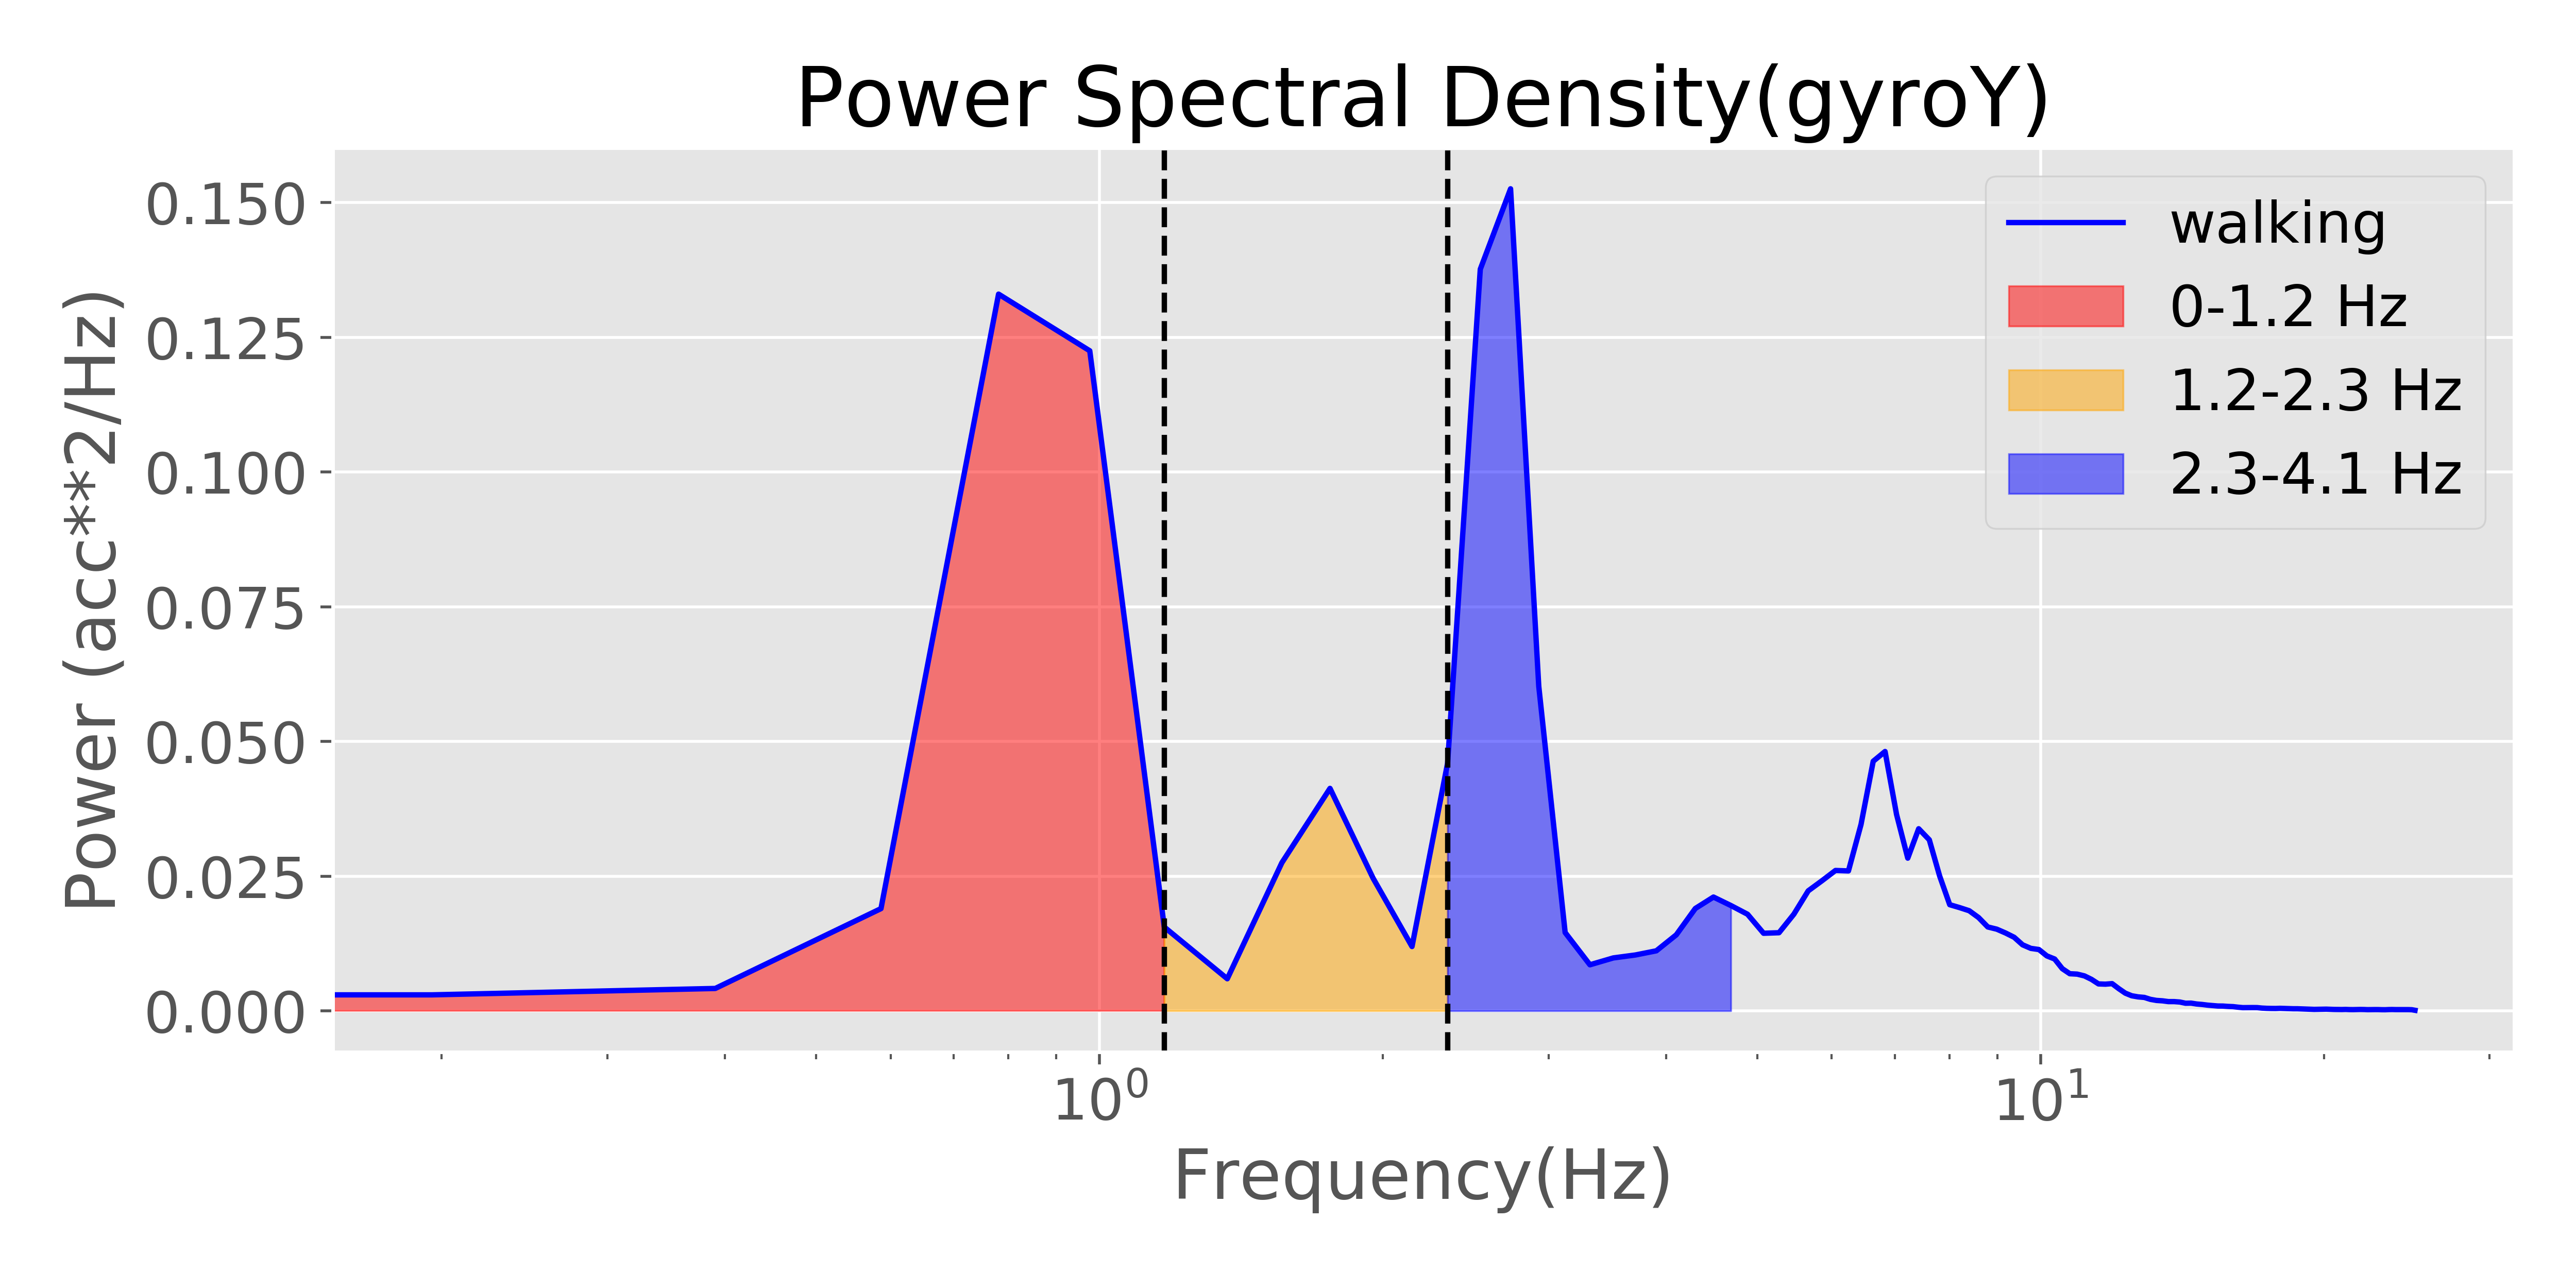 Power Spectral Density(gyroY)
Power (acc**2/Hz)
0.150
0.125
0.100
0.075
0.050
0.025
0.000
walking
0-1.2 Hz
1.2-2.3 Hz
2.3-4.1 Hz
10⁰
10¹
Frequency(Hz)